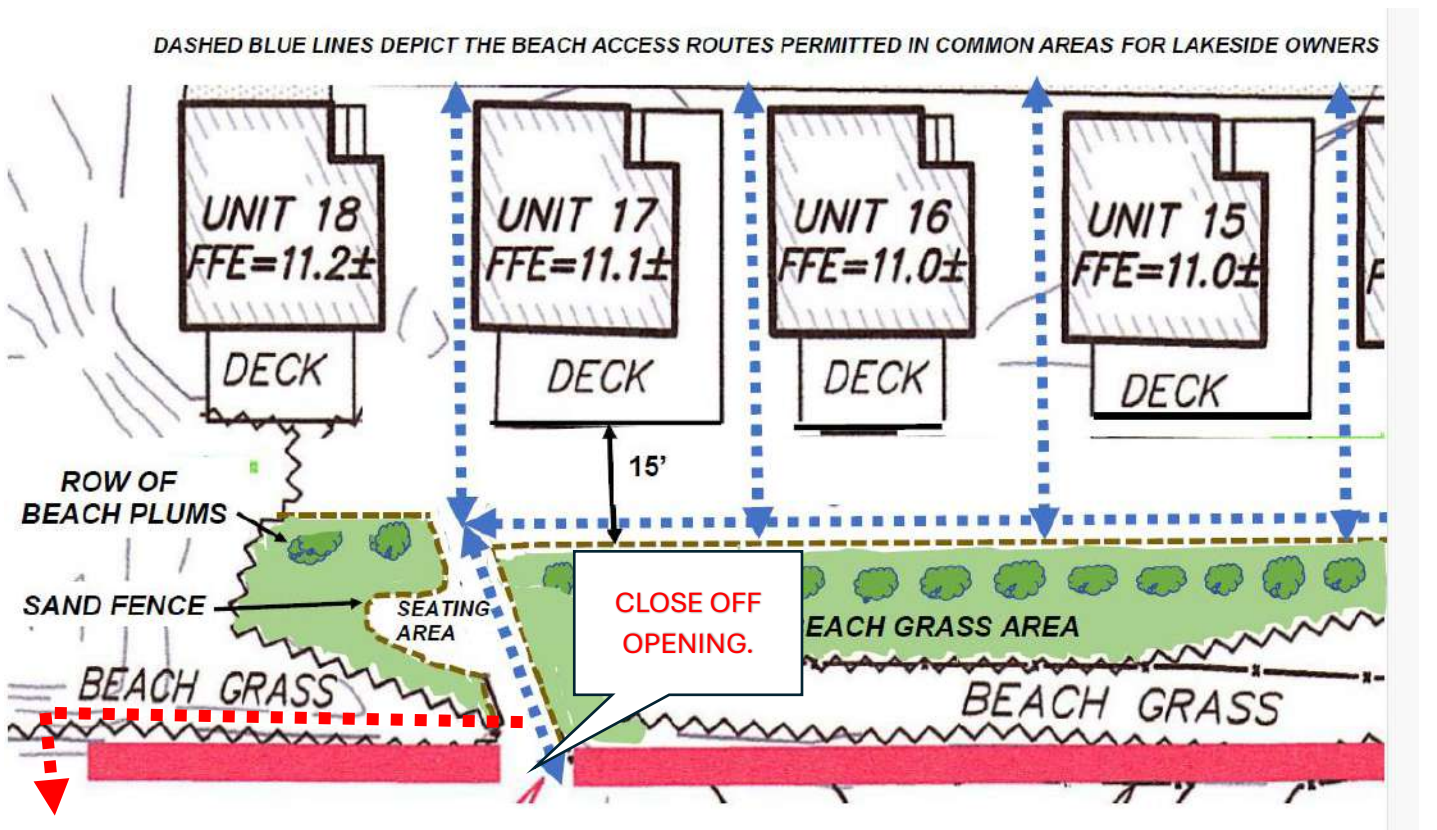 DASHED BLUE LINES DEPICT THE BEACH ACCESS ROUTES PERMITTED IN COMMON AREAS FOR LAKESIDE OWNERS
UNIT 18
FFE=11.2±
UNIT 17
FFE=11.1±
UNIT 16
FFE=11.0±
UNIT 15
FFE=11.0±
DECK
DECK
DECK
DECK
15’
ROW OF
BEACH PLUMS
SAND FENCE
SEATING
AREA
CLOSE OFF
OPENING.
EACH GRASS AREA
BEACH GRASS
BEACH GRASS